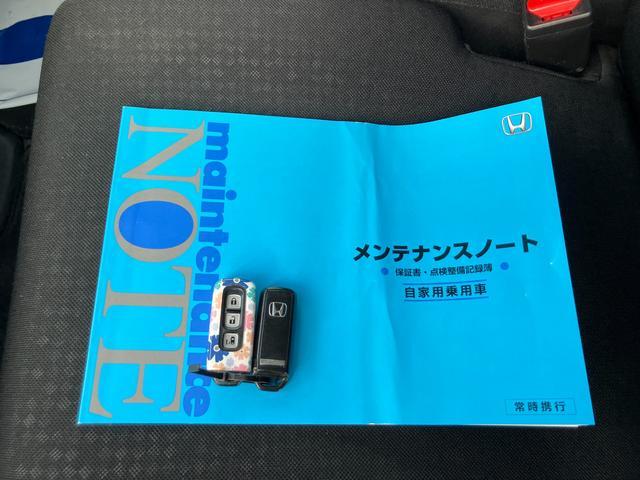 maintenance
NOTE
メンテナンスノート
● 保証書・点検整備記録簿 ●
自家用乗用車
常時携行